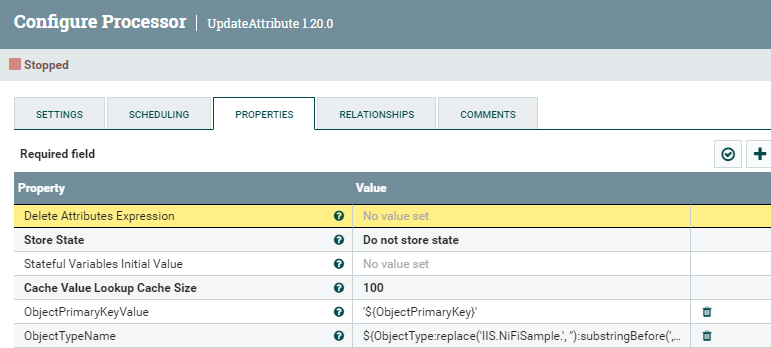 Configure Processor | UpdateAttribute 1.20.0
Stopped
SETTINGS SCHEDULING PROPERTIES RELATIONSHIPS COMMENTS
Required field
Property Value
Delete Attributes Expression No value set
Store State Do not store state
Stateful Variables Initial Value No value set
Cache Value Lookup Cache Size 100
ObjectPrimaryKeyValue '${ObjectPrimaryKey}'
ObjectTypeName ${ObjectType:replace('IIS.NiFiSample.', ''):substringBefore(',...